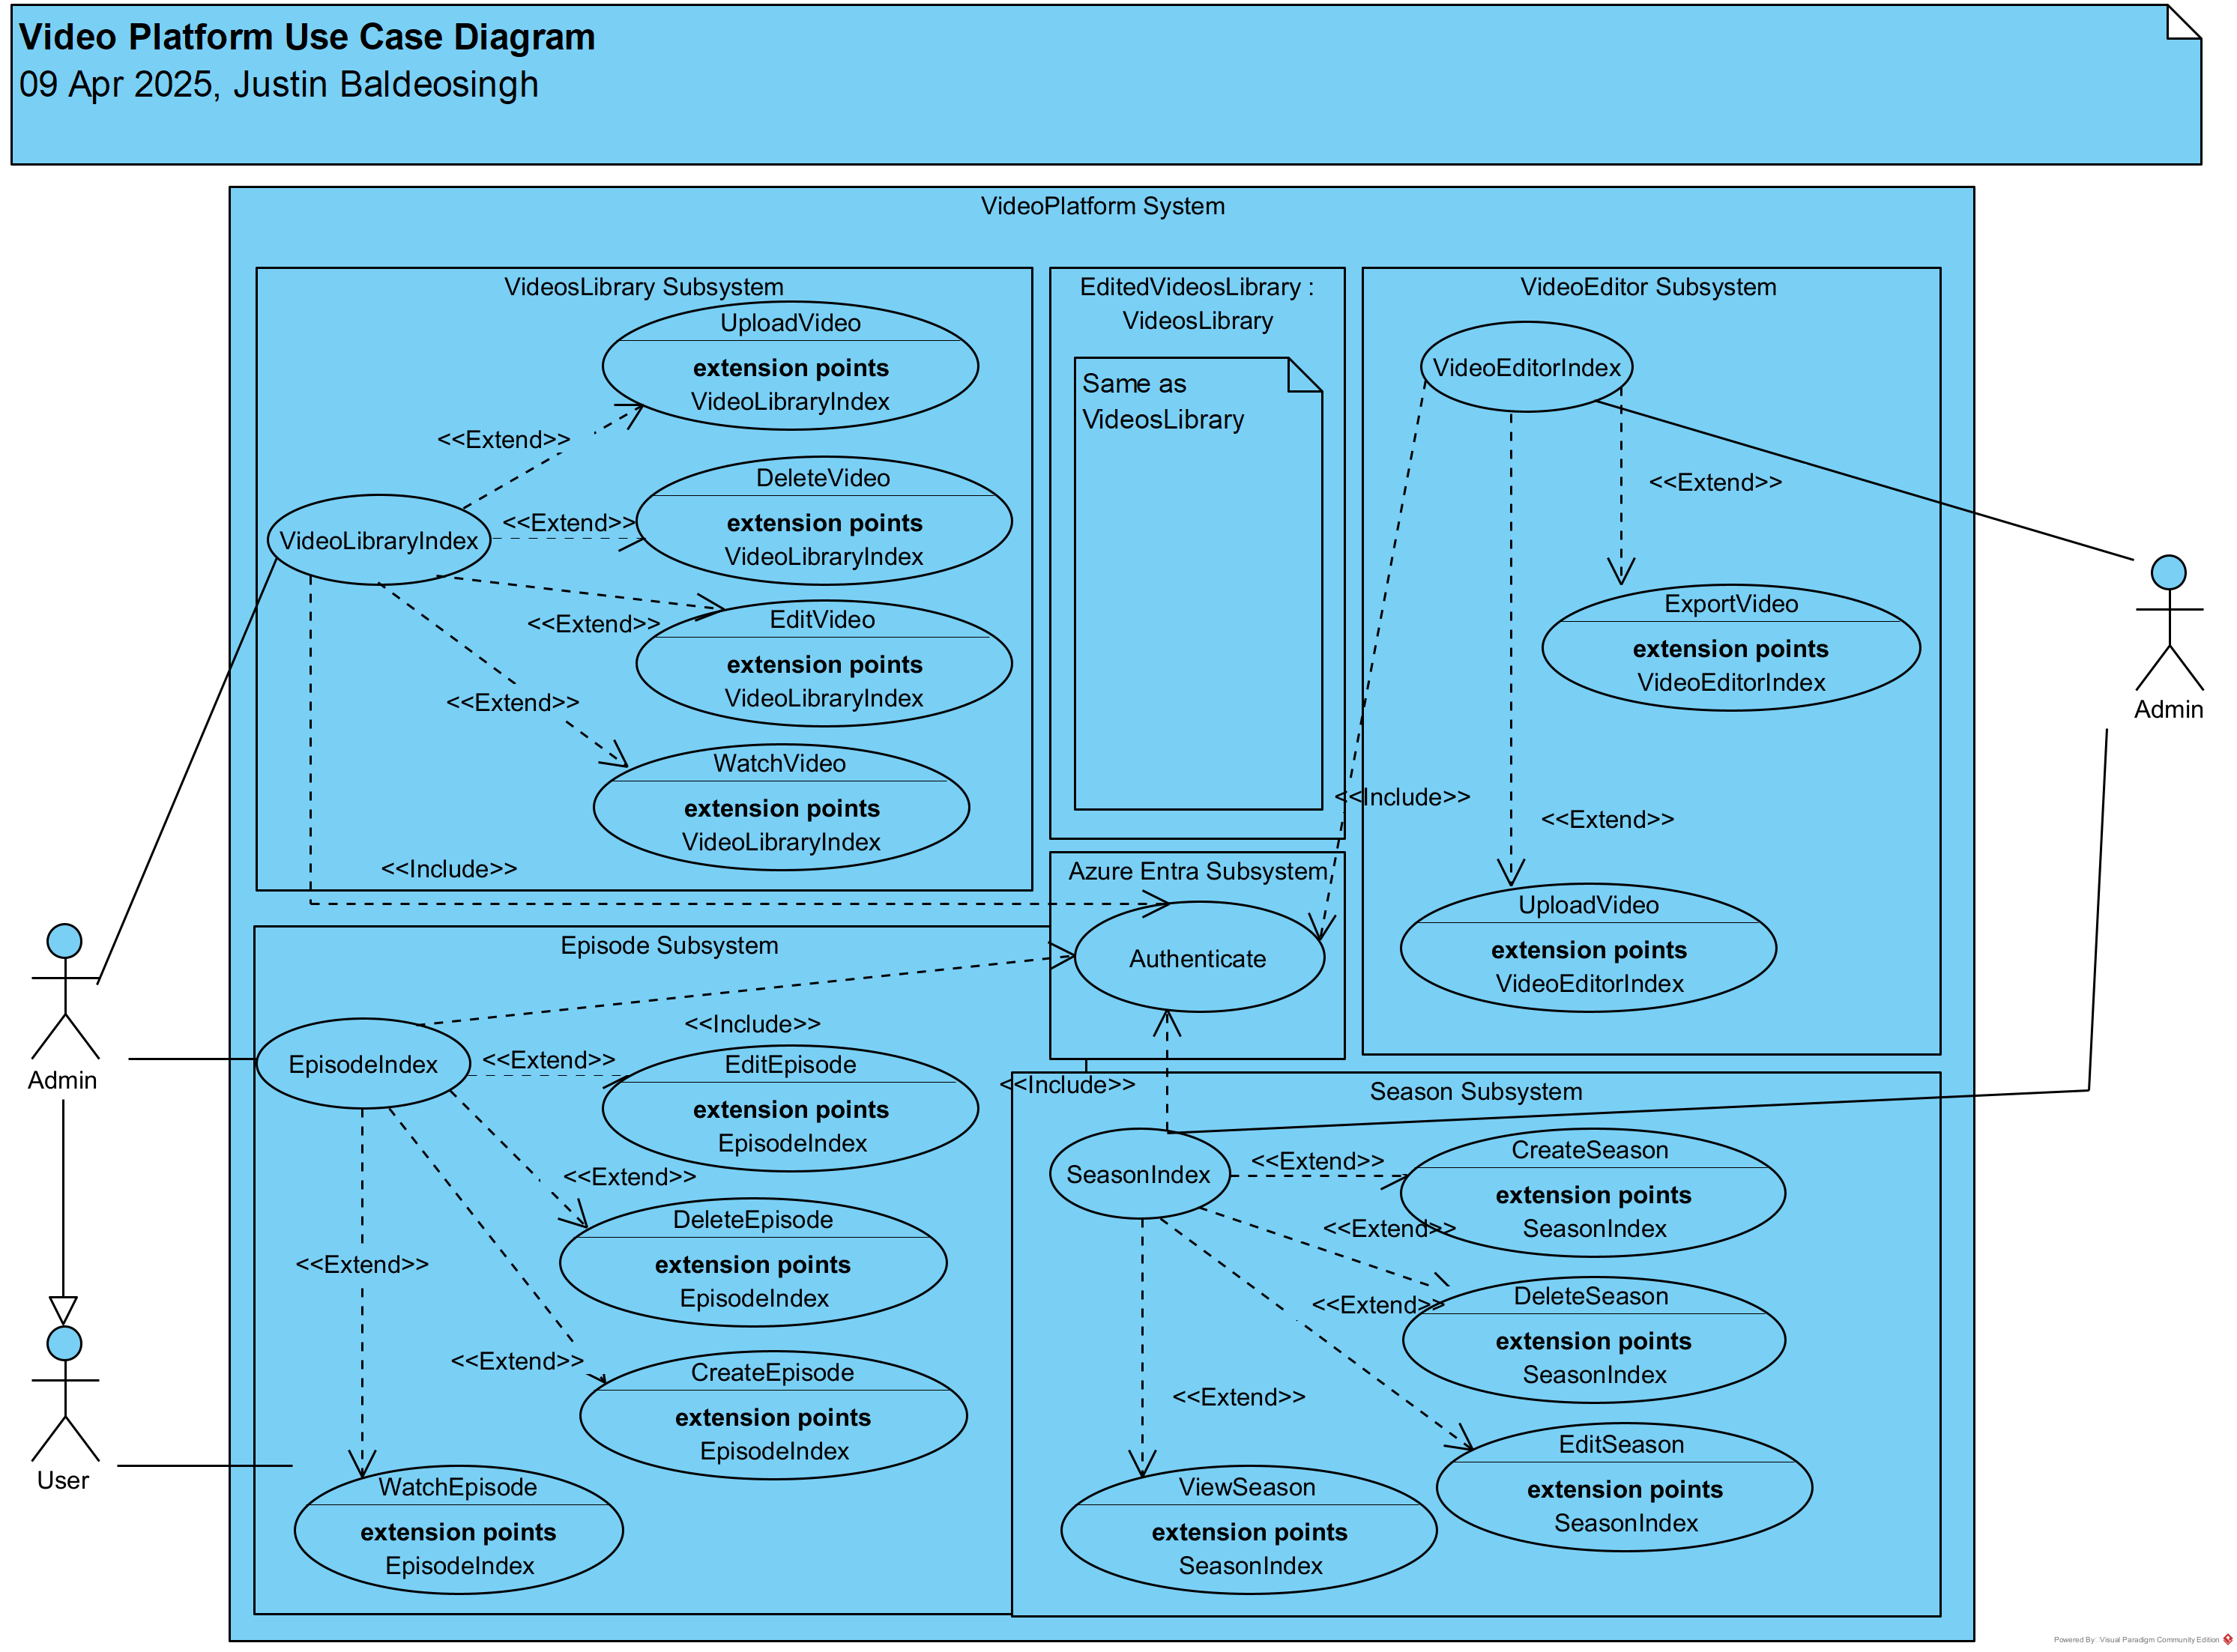 Video Platform Use Case Diagram
09 Apr 2025, Justin Baldeosingh
VideoPlatform System
VideosLibrary Subsystem
UploadVideo
extension points
VideoLibraryIndex
<<Extend>>
DeleteVideo
<<Extend>>
extension points
VideoLibraryIndex
VideoLibraryIndex
EditVideo
<<Extend>>
extension points
VideoLibraryIndex
<<Extend>>
WatchVideo
extension points
VideoLibraryIndex
<<Include>>
EditedVideosLibrary :
VideosLibrary
Same as
VideosLibrary
VideoEditor Subsystem
VideoEditorIndex
<<Extend>>
ExportVideo
extension points
VideoEditorIndex
<<Include>>
<<Extend>>
UploadVideo
extension points
VideoEditorIndex
Admin
Azure Entra Subsystem
Authenticate
Episode Subsystem
<<Include>>
EpisodeIndex
<<Extend>>
EditEpisode
extension points
EpisodeIndex
<<Extend>>
DeleteEpisode
extension points
EpisodeIndex
<<Extend>>
<<Extend>>
CreateEpisode
extension points
EpisodeIndex
WatchEpisode
extension points
EpisodeIndex
Admin
User
<<Include>>
Season Subsystem
SeasonIndex
<<Extend>>
CreateSeason
extension points
SeasonIndex
<<Extend>>
DeleteSeason
<<Extend>>
extension points
SeasonIndex
<<Extend>>
EditSeason
extension points
SeasonIndex
ViewSeason
extension points
SeasonIndex
Powered By: Visual Paradigm Community Edition